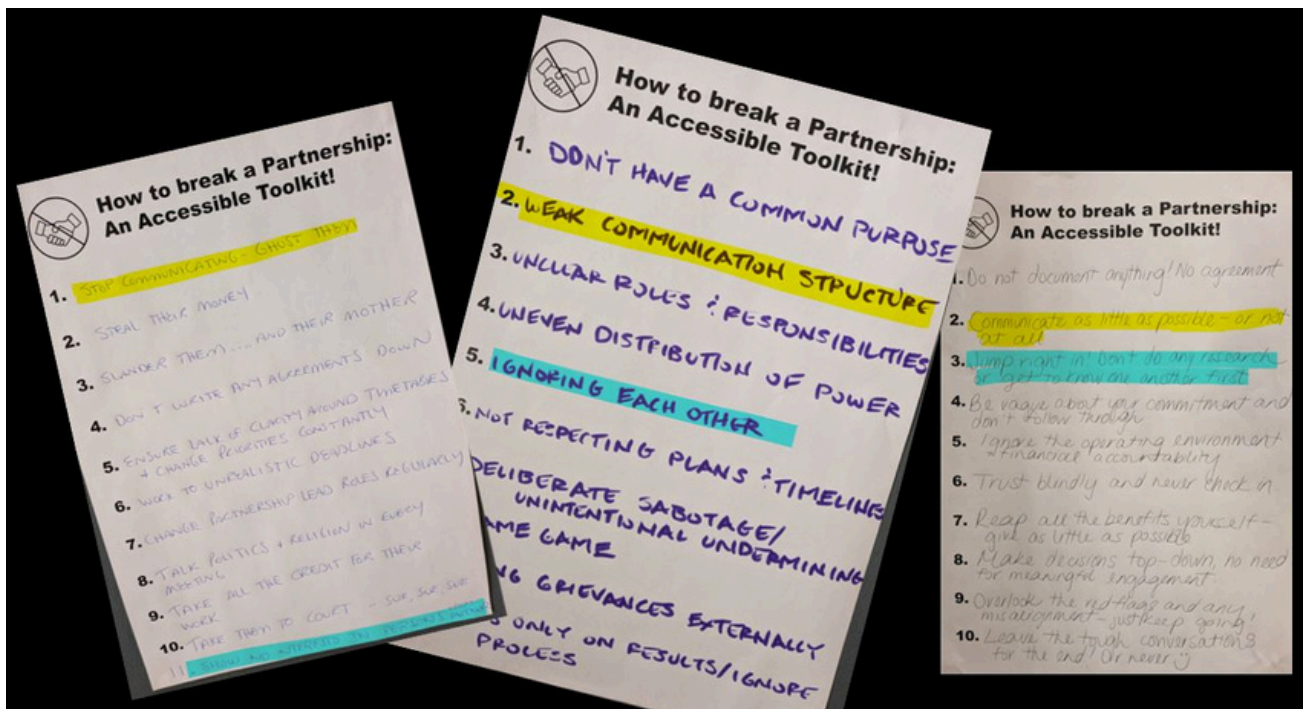 How to break a Partnership:
An Accessible Toolkit!
1. STOP COMMUNICATING - GHOST THEM
2. STEAL THEIR MONEY
3. SLANDER THEM... AND THEIR MOTHER
4. DON'T WRITE ANY AGREEMENTS DOWN
5. ENSURE LACK OF CLARITY AROUND TIMETABLES
+ CHANGE PRIORITIES CONSTANTLY
6. WORK TO UNREALISTIC DEADLINES
7. CHANGE PARTNERSHIP LEAD ROLES REGULARLY
8. TALK POLITICS + RELIGION IN EVERY
MEETING
9. TAKE ALL THE CREDIT FOR THEIR
WORK
10. TAKE THEM TO COURT - SUE, SUE, SUE
11. SHOW NO INTEREST IN
How to break a Partnership:
An Accessible Toolkit!
1. DON'T HAVE A COMMON PURPOSE
2. WEAK COMMUNICATION STRUCTURE
3. UNCLEAR ROLES & RESPONSIBILITIES
4. UNEVEN DISTRIBUTION OF POWER
5. IGNORING EACH OTHER
6. NOT RESPECTING PLANS & TIMELINES
DELIBERATE SABOTAGE/
UNINTENTIONAL UNDERMINING
GAME
GRIEVANCES EXTERNALLY
ONLY ON RESULTS/IGNORE
PROCESS
How to break a Partnership:
An Accessible Toolkit!
1. Do not document anything! No agreement
2. Communicate as little as possible - or not
at all
3. Jump right in! Don't do any research
or get to know one another first
4. Be vague about your commitment and
don't follow through
5. Ignore the operating environment
+ financial accountability
6. Trust blindly and never check in
7. Reap all the benefits yourself -
give as little as possible
8. Make decisions top-down, no need
for meaningful engagement
9. Overlook the red flags and any
misalignment - just keep going!
10. Leave the tough conversations
for the end! Or never